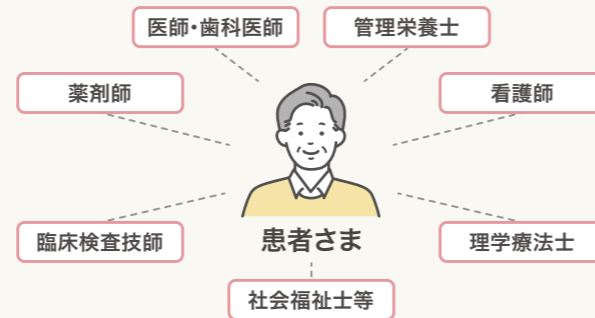 医師・歯科医師
管理栄養士
薬剤師
看護師
臨床検査技師
患者さま
理学療法士
社会福祉士等